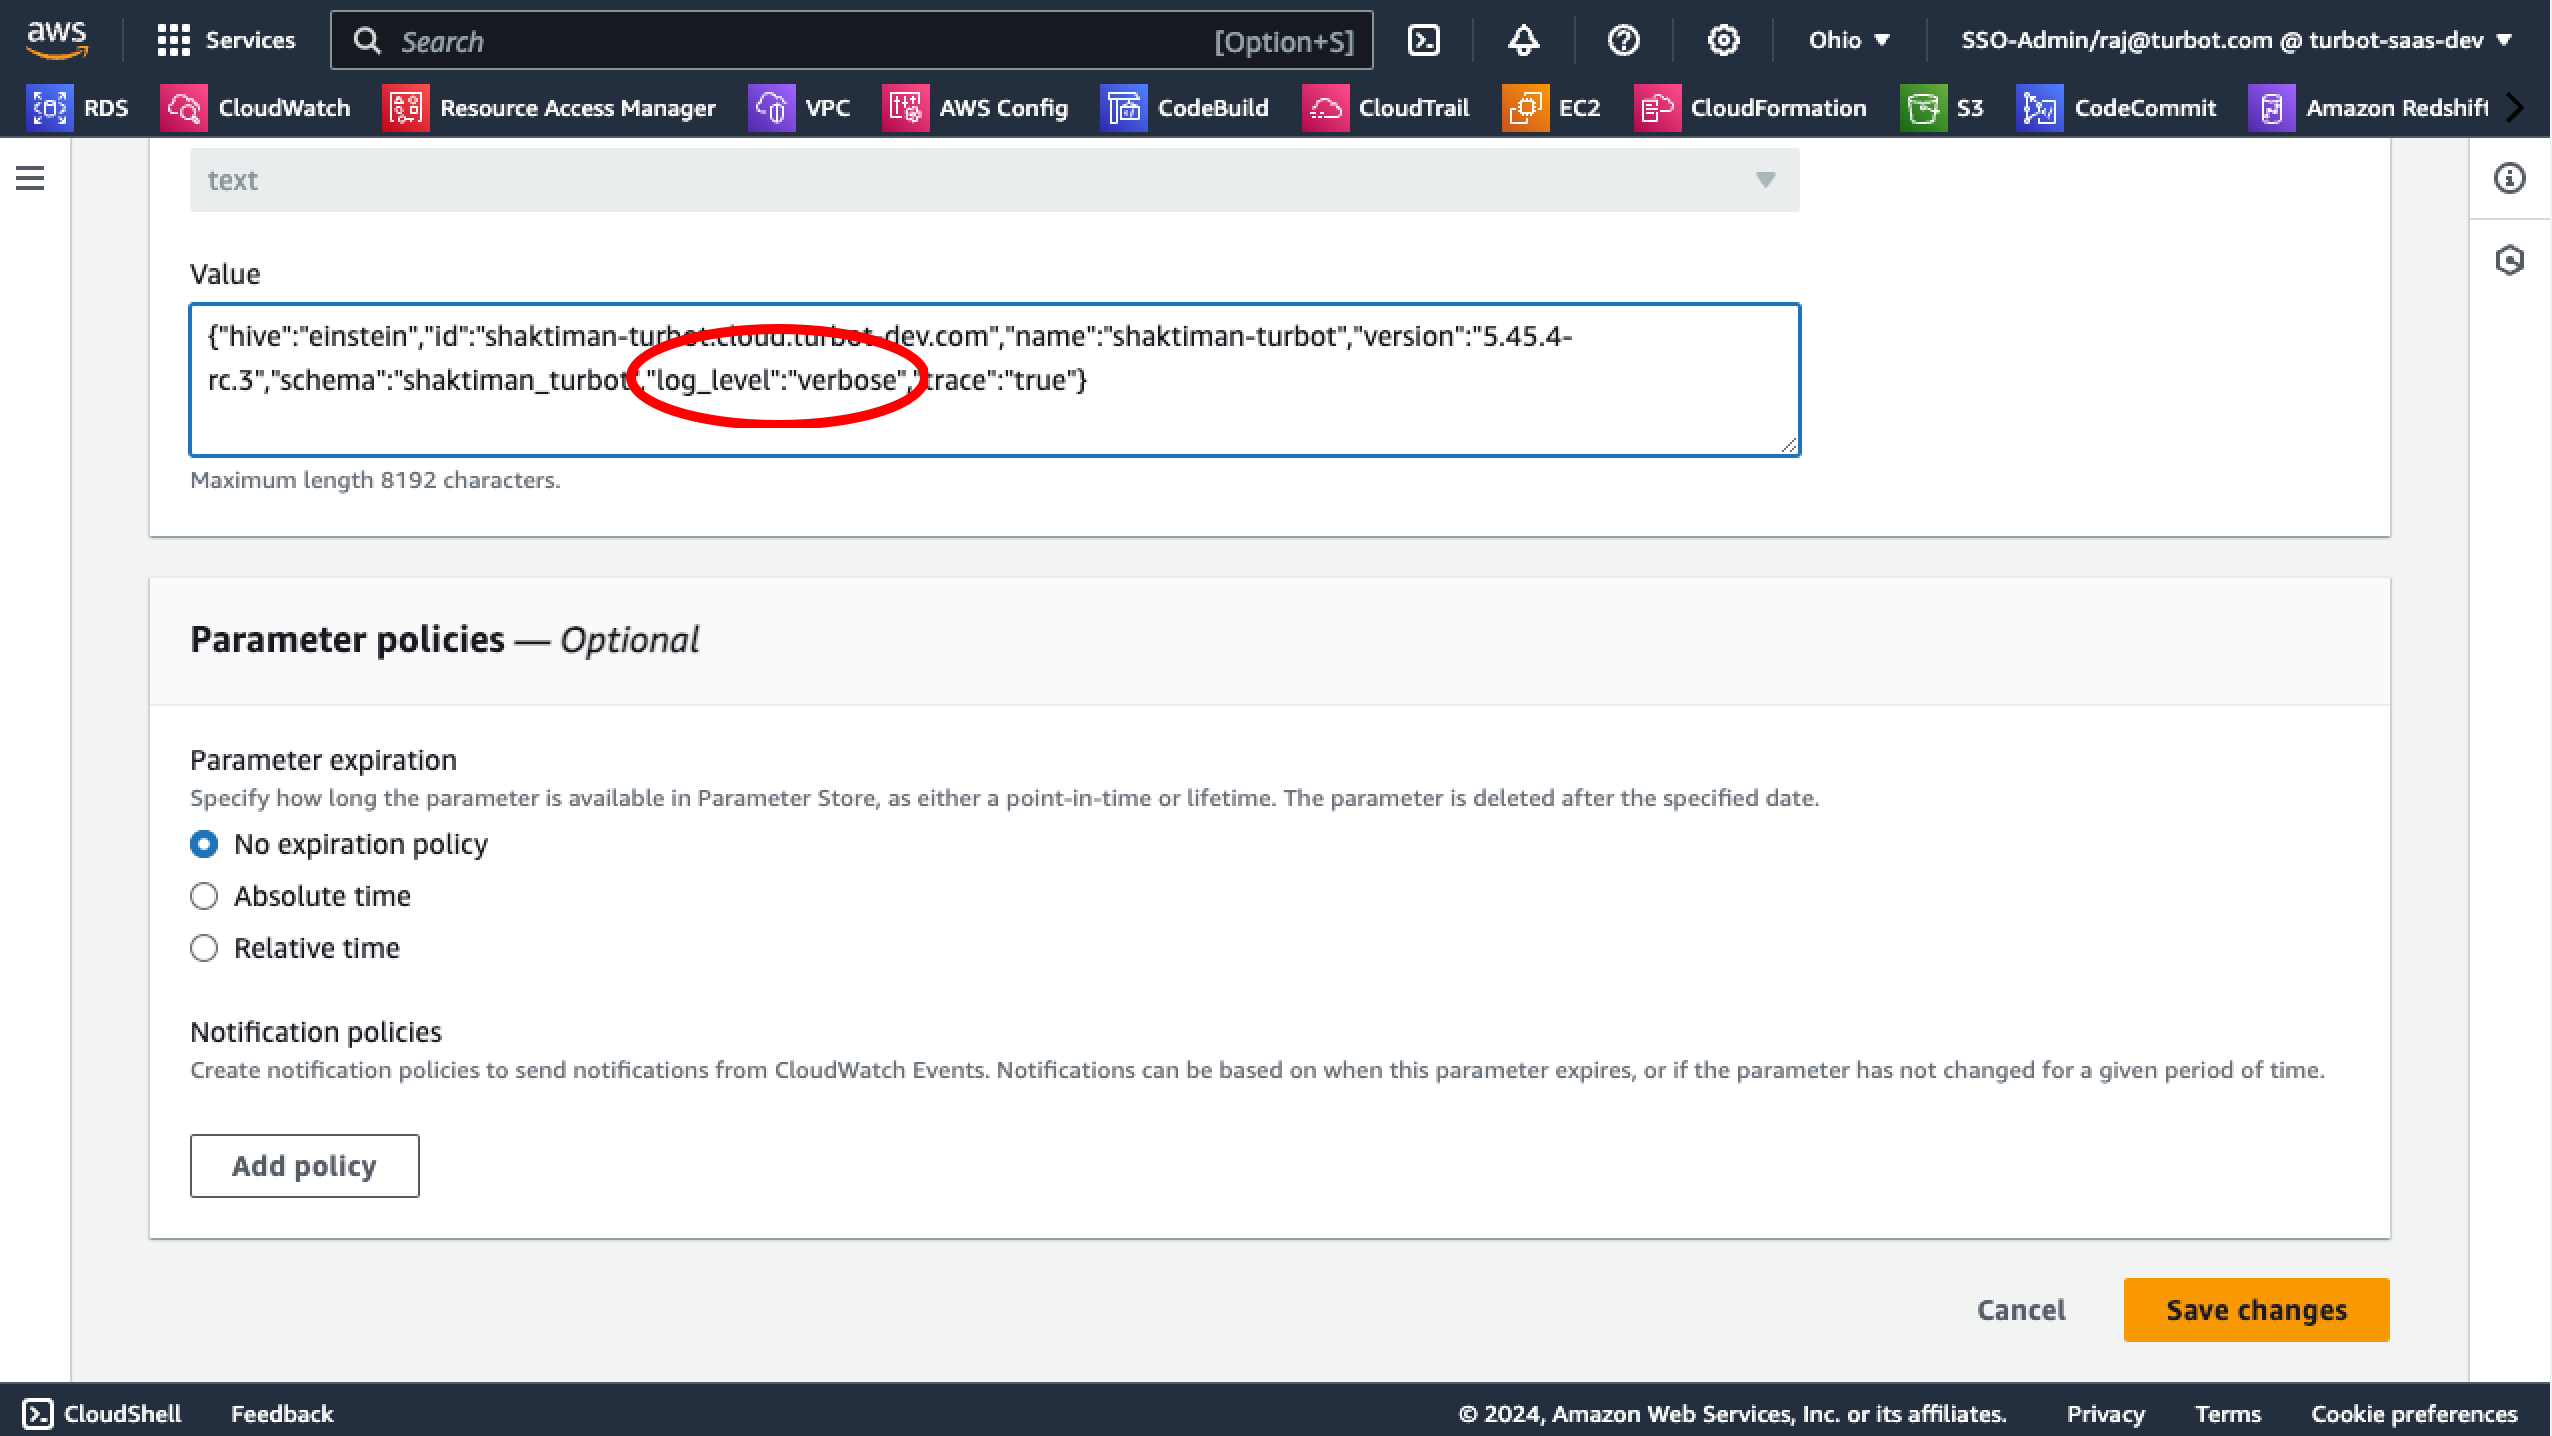 aws Services Search [Option+S] Ohio SSO-Admin/raj@turbot.com @ turbot-saas-dev
RDS CloudWatch Resource Access Manager VPC AWS Config CodeBuild CloudTrail EC2 CloudFormation S3 CodeCommit Amazon Redshift
text
Value
{"hive":"einstein","id":"shaktiman-turbot.cloud.turbot-dev.com","name":"shaktiman-turbot","version":"5.45.4-
rc.3","schema":"shaktiman_turbot","log_level":"verbose","trace":"true"}
Maximum length 8192 characters.
Parameter policies — Optional
Parameter expiration
Specify how long the parameter is available in Parameter Store, as either a point-in-time or lifetime. The parameter is deleted after the specified date.
No expiration policy
Absolute time
Relative time
Notification policies
Create notification policies to send notifications from CloudWatch Events. Notifications can be based on when this parameter expires, or if the parameter has not changed for a given period of time.
Add policy
Cancel Save changes
CloudShell Feedback © 2024, Amazon Web Services, Inc. or its affiliates. Privacy Terms Cookie preferences